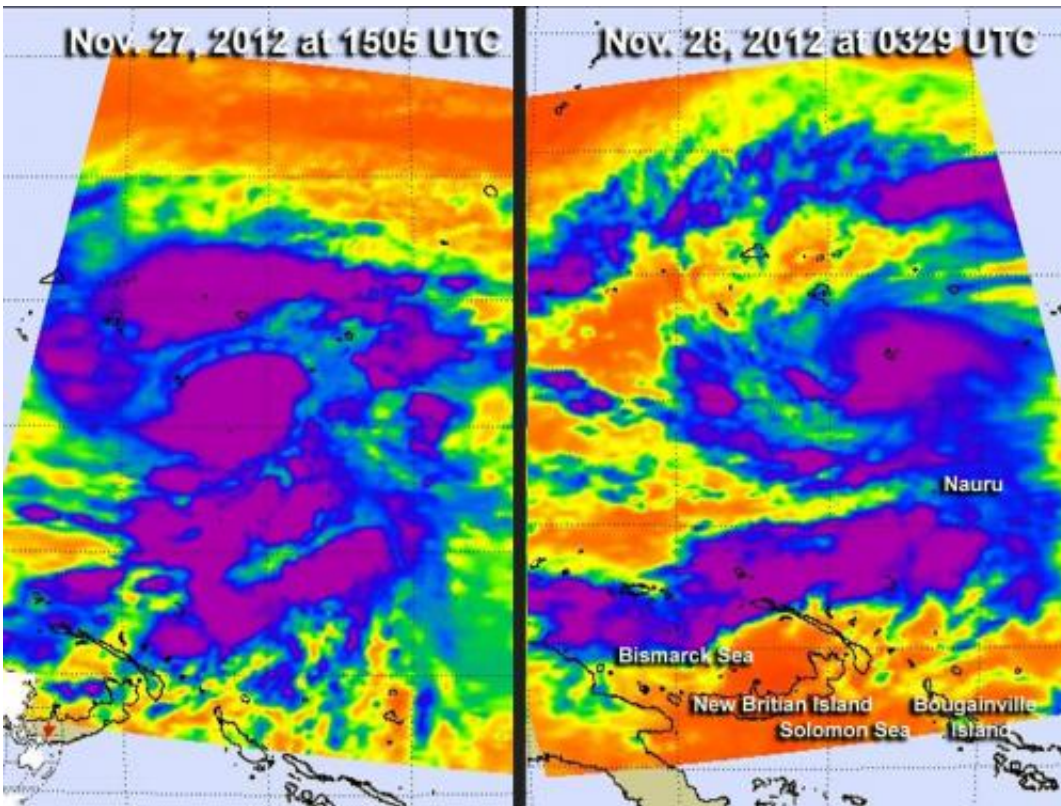 Nov. 27, 2012 at 1505 UTC
Nov. 28, 2012 at 0329 UTC
Nauru
Bismarck Sea
New Britian Island
Bougainville
Island
Solomon Sea